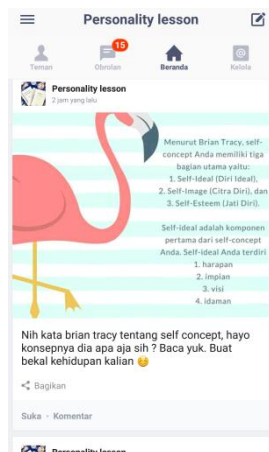 Personality lesson
15
Teman
Obrolan
Beranda
Kelola
Personality lesson
2 jam yang lalu
Menurut Brian Tracy, self-
concept Anda memiliki tiga
bagian utama yaitu:
1. Self-Ideal (Diri Ideal),
2. Self-Image (Citra Diri), dan
3. Self-Esteem (Jati Diri).
Self-ideal adalah komponen
pertama dari self-concept
Anda. Self-ideal Anda terdiri
1. harapan
2. impian
3. visi
4. idaman
Nih kata brian tracy tentang self concept, hayo
konsepnya dia apa aja sih ? Baca yuk. Buat
bekal kehidupan kalian 😊
Bagikan
Suka · Komentar
Personality lesson